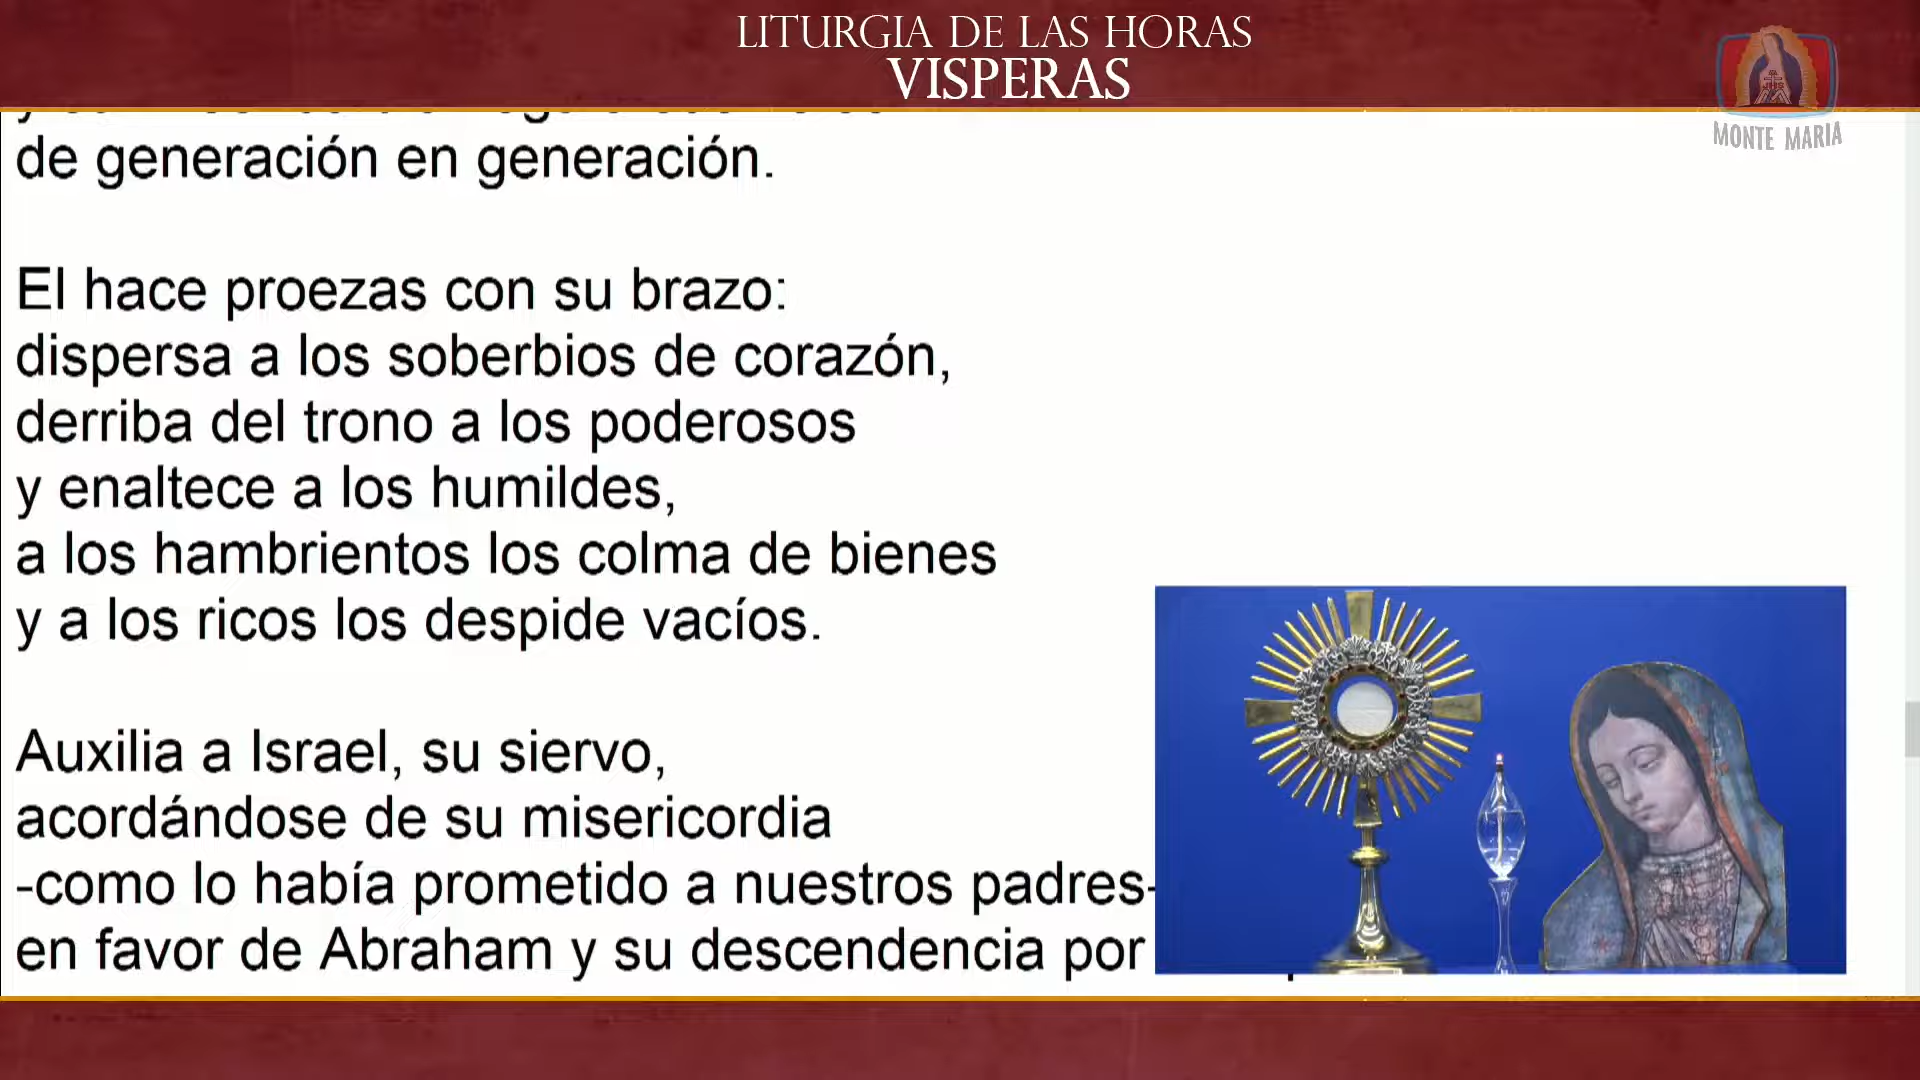 LITURGIA DE LAS HORAS
VISPERAS
MONTE MARIA
de generación en generación.
El hace proezas con su brazo:
dispersa a los soberbios de corazón,
derriba del trono a los poderosos
y enaltece a los humildes,
a los hambrientos los colma de bienes
y a los ricos los despide vacíos.
Auxilia a Israel, su siervo,
acordándose de su misericordia
-como lo había prometido a nuestros padres-
en favor de Abraham y su descendencia por